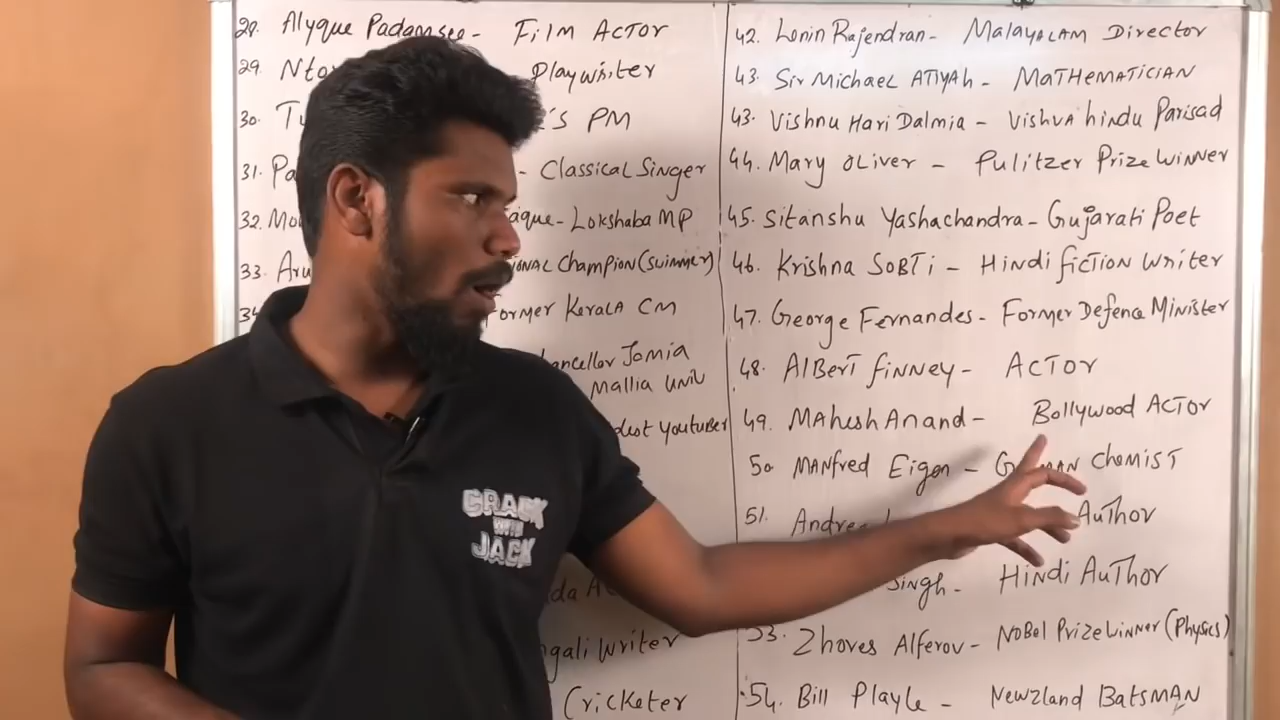 28. Alyque Padamsee - Film Actor
29. Playwriter
30. 's PM
31. - Classical Singer
32. - Lokshaba MP
33. Champion (Swimmer)
34. Former Kerala CM
Chancellor Jamia
Mallia Univ
Youtuber
Writer
Cricketer
42. Lenin Rajendran - Malayalam Director
43. Sir Michael Atiyah - Mathematician
43. Vishnu Hari Dalmia - Vishva hindu Parisad
44. Mary Oliver - Pulitzer Prize Winner
45. Sitanshu Yashachandra - Gujarati Poet
46. Krishna Sobti - Hindi fiction Writer
47. George Fernandes - Former Defence Minister
48. Albert finney - Actor
49. Mahesh Anand - Bollywood Actor
50 Manfred Eigen - German Chemist
51. Author
Singh - Hindi Author
53. Zhoves Alferov - Nobel Prize Winner (Physics)
54. Bill Playle - Newzland Batsman
CRACK
WITH
JACK